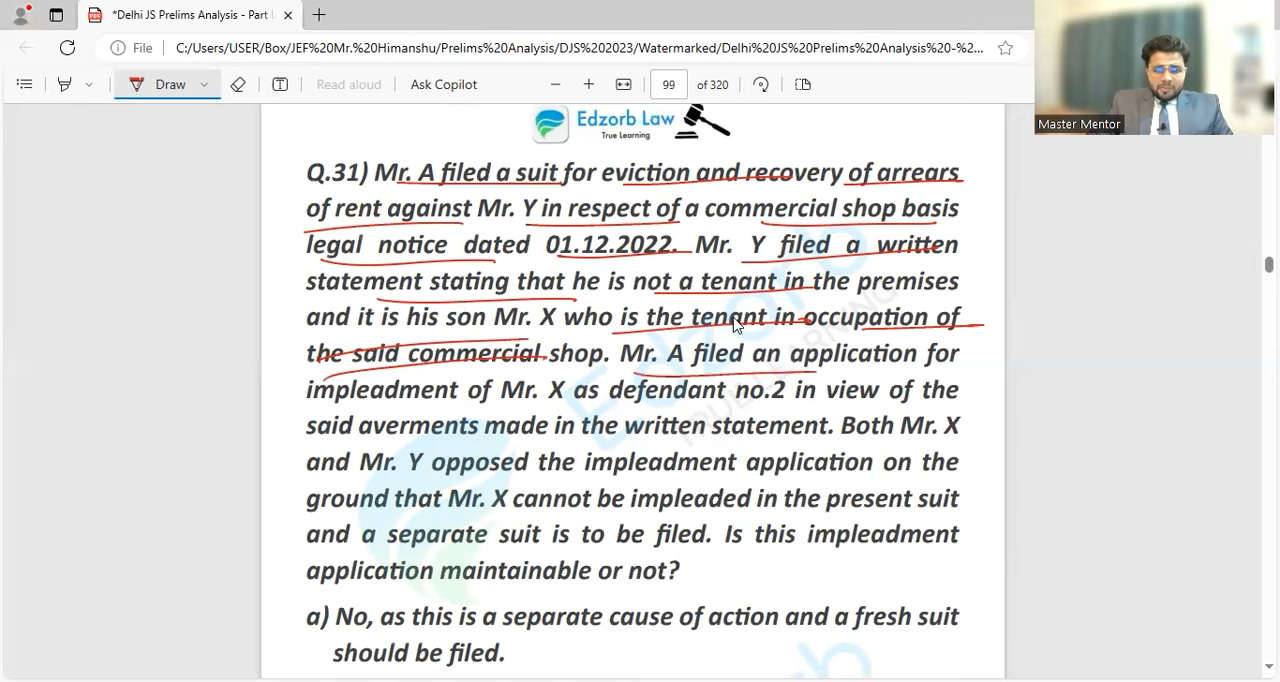 *Delhi JS Prelims Analysis - Part I
File
C:/Users/USER/Box/JEF%20Mr.%20Himanshu/Prelims%20Analysis/DJS%202023/Watermarked/Delhi%20JS%20Prelims%20Analysis%20-%2...
Draw
Read aloud
Ask Copilot
99
of 320
Master Mentor
Edzorb Law
True Learning
Q.31) Mr. A filed a suit for eviction and recovery of arrears
of rent against Mr. Y in respect of a commercial shop basis
legal notice dated 01.12.2022. Mr. Y filed a written
statement stating that he is not a tenant in the premises
and it is his son Mr. X who is the tenant in occupation of
the said commercial shop. Mr. A filed an application for
impleadment of Mr. X as defendant no.2 in view of the
said averments made in the written statement. Both Mr. X
and Mr. Y opposed the impleadment application on the
ground that Mr. X cannot be impleaded in the present suit
and a separate suit is to be filed. Is this impleadment
application maintainable or not?
a) No, as this is a separate cause of action and a fresh suit
should be filed.
Edzorb
TRUE LEARNING